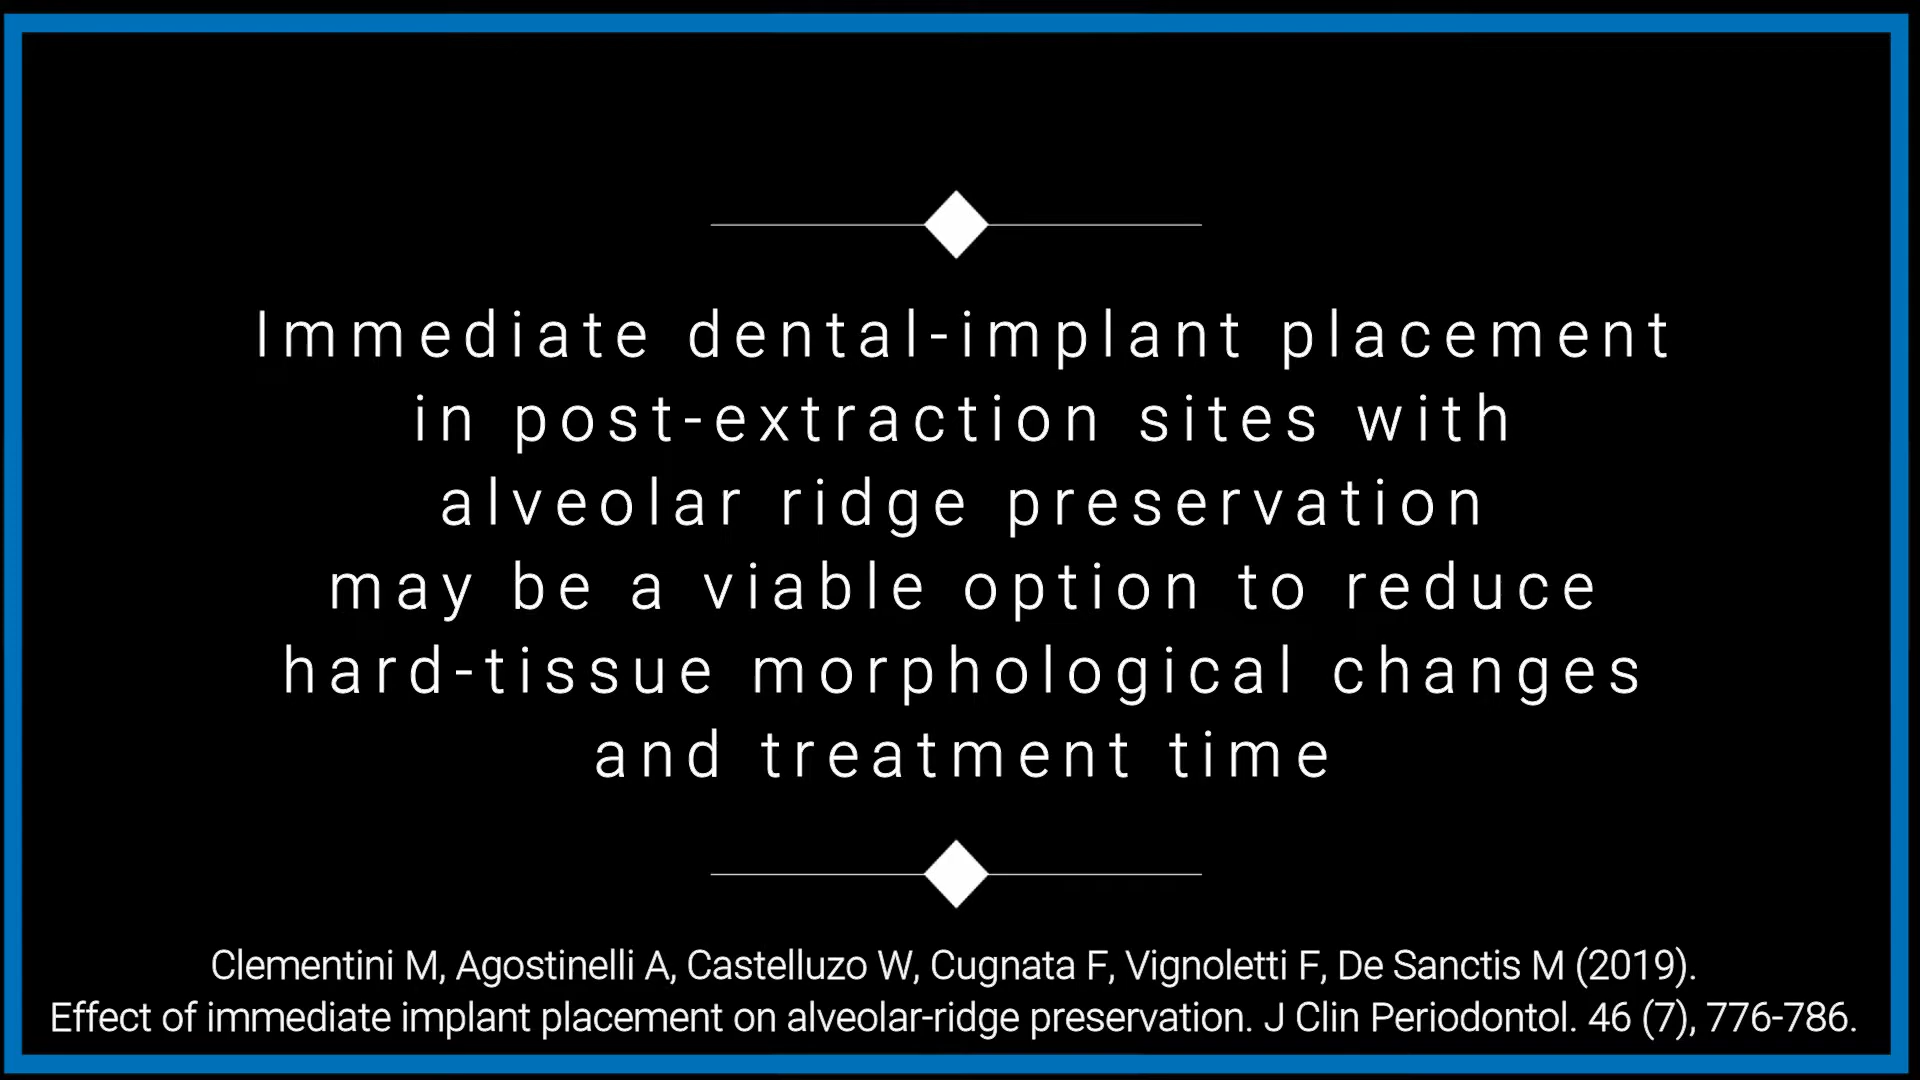 Immediate dental-implant placement
in post-extraction sites with
alveolar ridge preservation
may be a viable option to reduce
hard-tissue morphological changes
and treatment time
Clementini M, Agostinelli A, Castelluzo W, Cugnata F, Vignoletti F, De Sanctis M (2019).
Effect of immediate implant placement on alveolar-ridge preservation. J Clin Periodontol. 46 (7), 776-786.